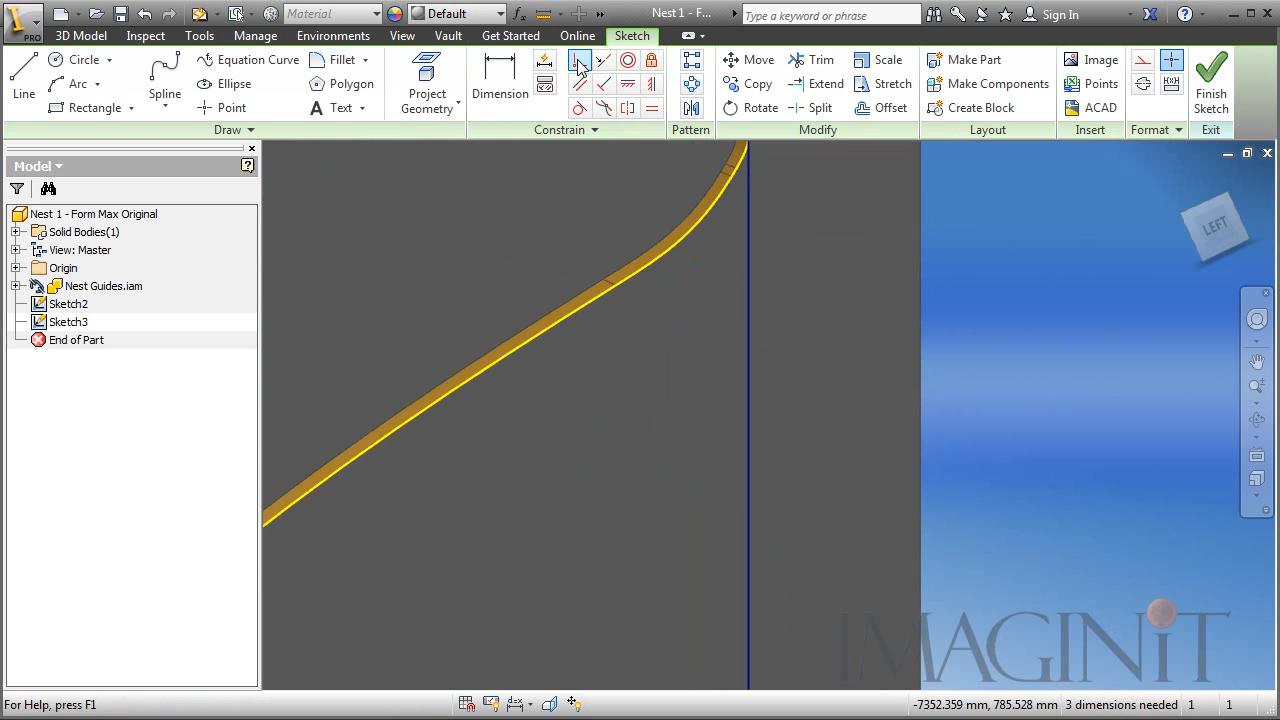 Material
Default
Nest 1 - F...
Type a keyword or phrase
Sign In
PRO
3D Model
Inspect
Tools
Manage
Environments
View
Vault
Get Started
Online
Sketch
Line
Circle
Arc
Rectangle
Spline
Equation Curve
Ellipse
Point
Fillet
Polygon
Text
Project Geometry
Dimension
Move
Copy
Rotate
Trim
Extend
Split
Scale
Stretch
Offset
Make Part
Make Components
Create Block
Image
Points
ACAD
Finish Sketch
Draw
Constrain
Pattern
Modify
Layout
Insert
Format
Exit
Model
Nest 1 - Form Max Original
Solid Bodies(1)
View: Master
Origin
Nest Guides.iam
Sketch2
Sketch3
End of Part
LEFT
IMAGINiT
For Help, press F1
-7352.359 mm, 785.528 mm
3 dimensions needed
1
1